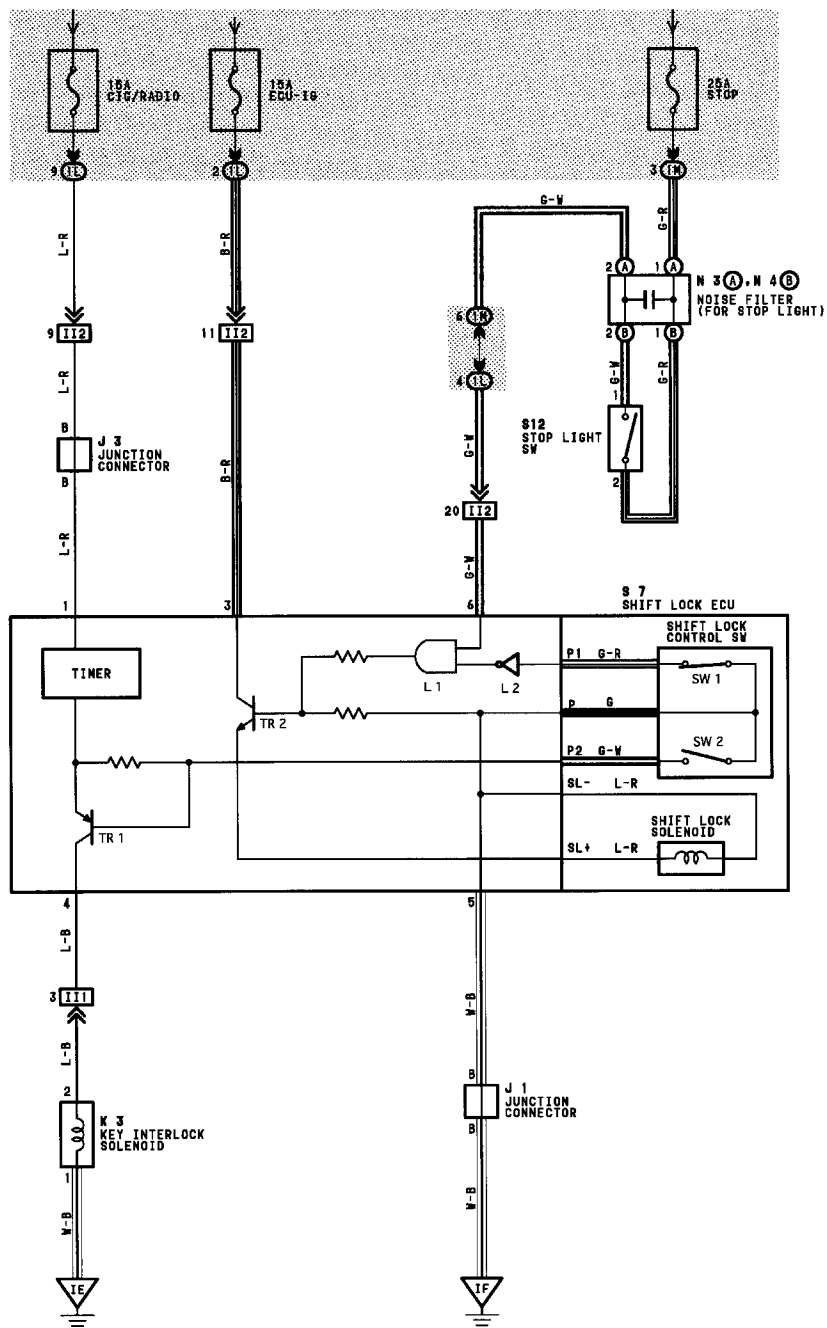 15A
CIG/RADIO
15A
ECU-IG
25A
STOP
9 1L
2 1L
3 1M
L-R
B-R
G-W
G-R
2 A
1 A
N 3 A, N 4 B
NOISE FILTER
(FOR STOP LIGHT)
2 B
1 B
6 1M
4 1L
9 II2
11 II2
L-R
B
J 3
JUNCTION
CONNECTOR
B
B-R
G-W
G-W
G-R
1
S12
STOP LIGHT
SW
2
20 II2
L-R
G-W
S 7
SHIFT LOCK ECU
1
3
6
SHIFT LOCK
CONTROL SW
TIMER
L 1
L 2
P1 G-R
SW 1
TR 2
P G
P2 G-W
SW 2
SL- L-R
TR 1
SHIFT LOCK
SOLENOID
SL+ L-R
4
5
L-B
3 II1
W-B
L-B
B
J 1
JUNCTION
CONNECTOR
B
2
K 3
KEY INTERLOCK
SOLENOID
1
W-B
W-B
IE
IF